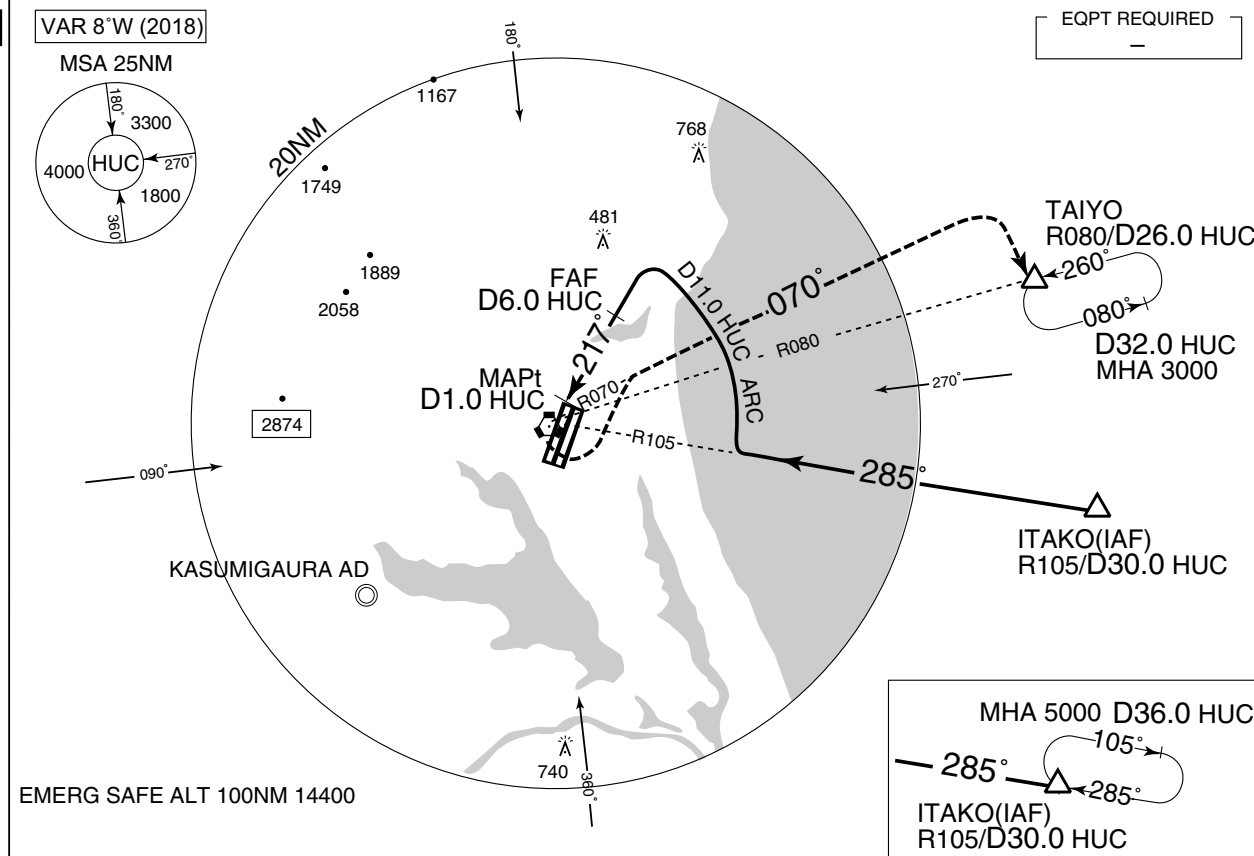 VAR 8°W (2018)
MSA 25NM
180°
3300
HUC
270°
4000
1800
360°
EQPT REQUIRED
–
180°
1167
20NM
768
1749
481
1889
2058
FAF
D6.0 HUC
217°
D11.0 HUC ARC
070°
TAIYO
R080/D26.0 HUC
260°
080°
D32.0 HUC
MHA 3000
R080
R070
MAPt
D1.0 HUC
270°
2874
R105
285°
090°
ITAKO(IAF)
R105/D30.0 HUC
KASUMIGAURA AD
740
360°
EMERG SAFE ALT 100NM 14400
MHA 5000 D36.0 HUC
105°
285°
285°
ITAKO(IAF)
R105/D30.0 HUC